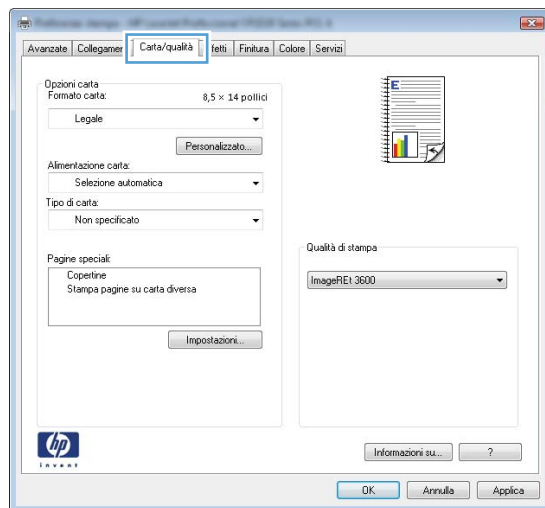 Avanzate Collegamen Carta/qualità fetti Finitura Colore Servizi
Opzioni carta
Formato carta: 8,5 × 14 pollici
Legale
Personalizzato...
Alimentazione carta:
Selezione automatica
Tipo di carta:
Non specificato
Pagine speciali:
Copertine
Stampa pagine su carta diversa
Impostazioni...
E
Qualità di stampa
ImageREt 3600
hp
invent
Informazioni su... ?
OK Annulla Applica